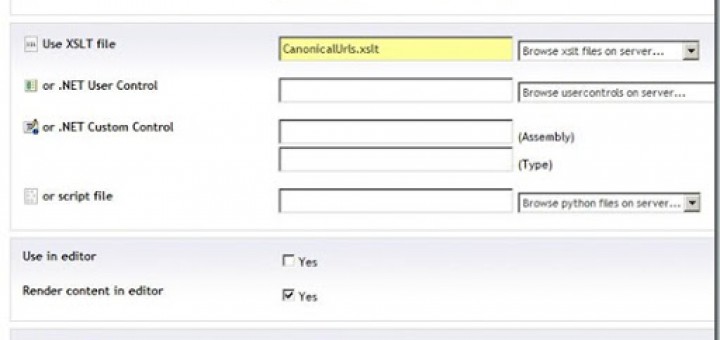 Use XSLT file CanonicalUrls.xslt Browse xslt files on server...
or .NET User Control Browse usercontrols on server...
or .NET Custom Control (Assembly)
(Type)
or script file Browse python files on server...
Use in editor Yes
Render content in editor Yes